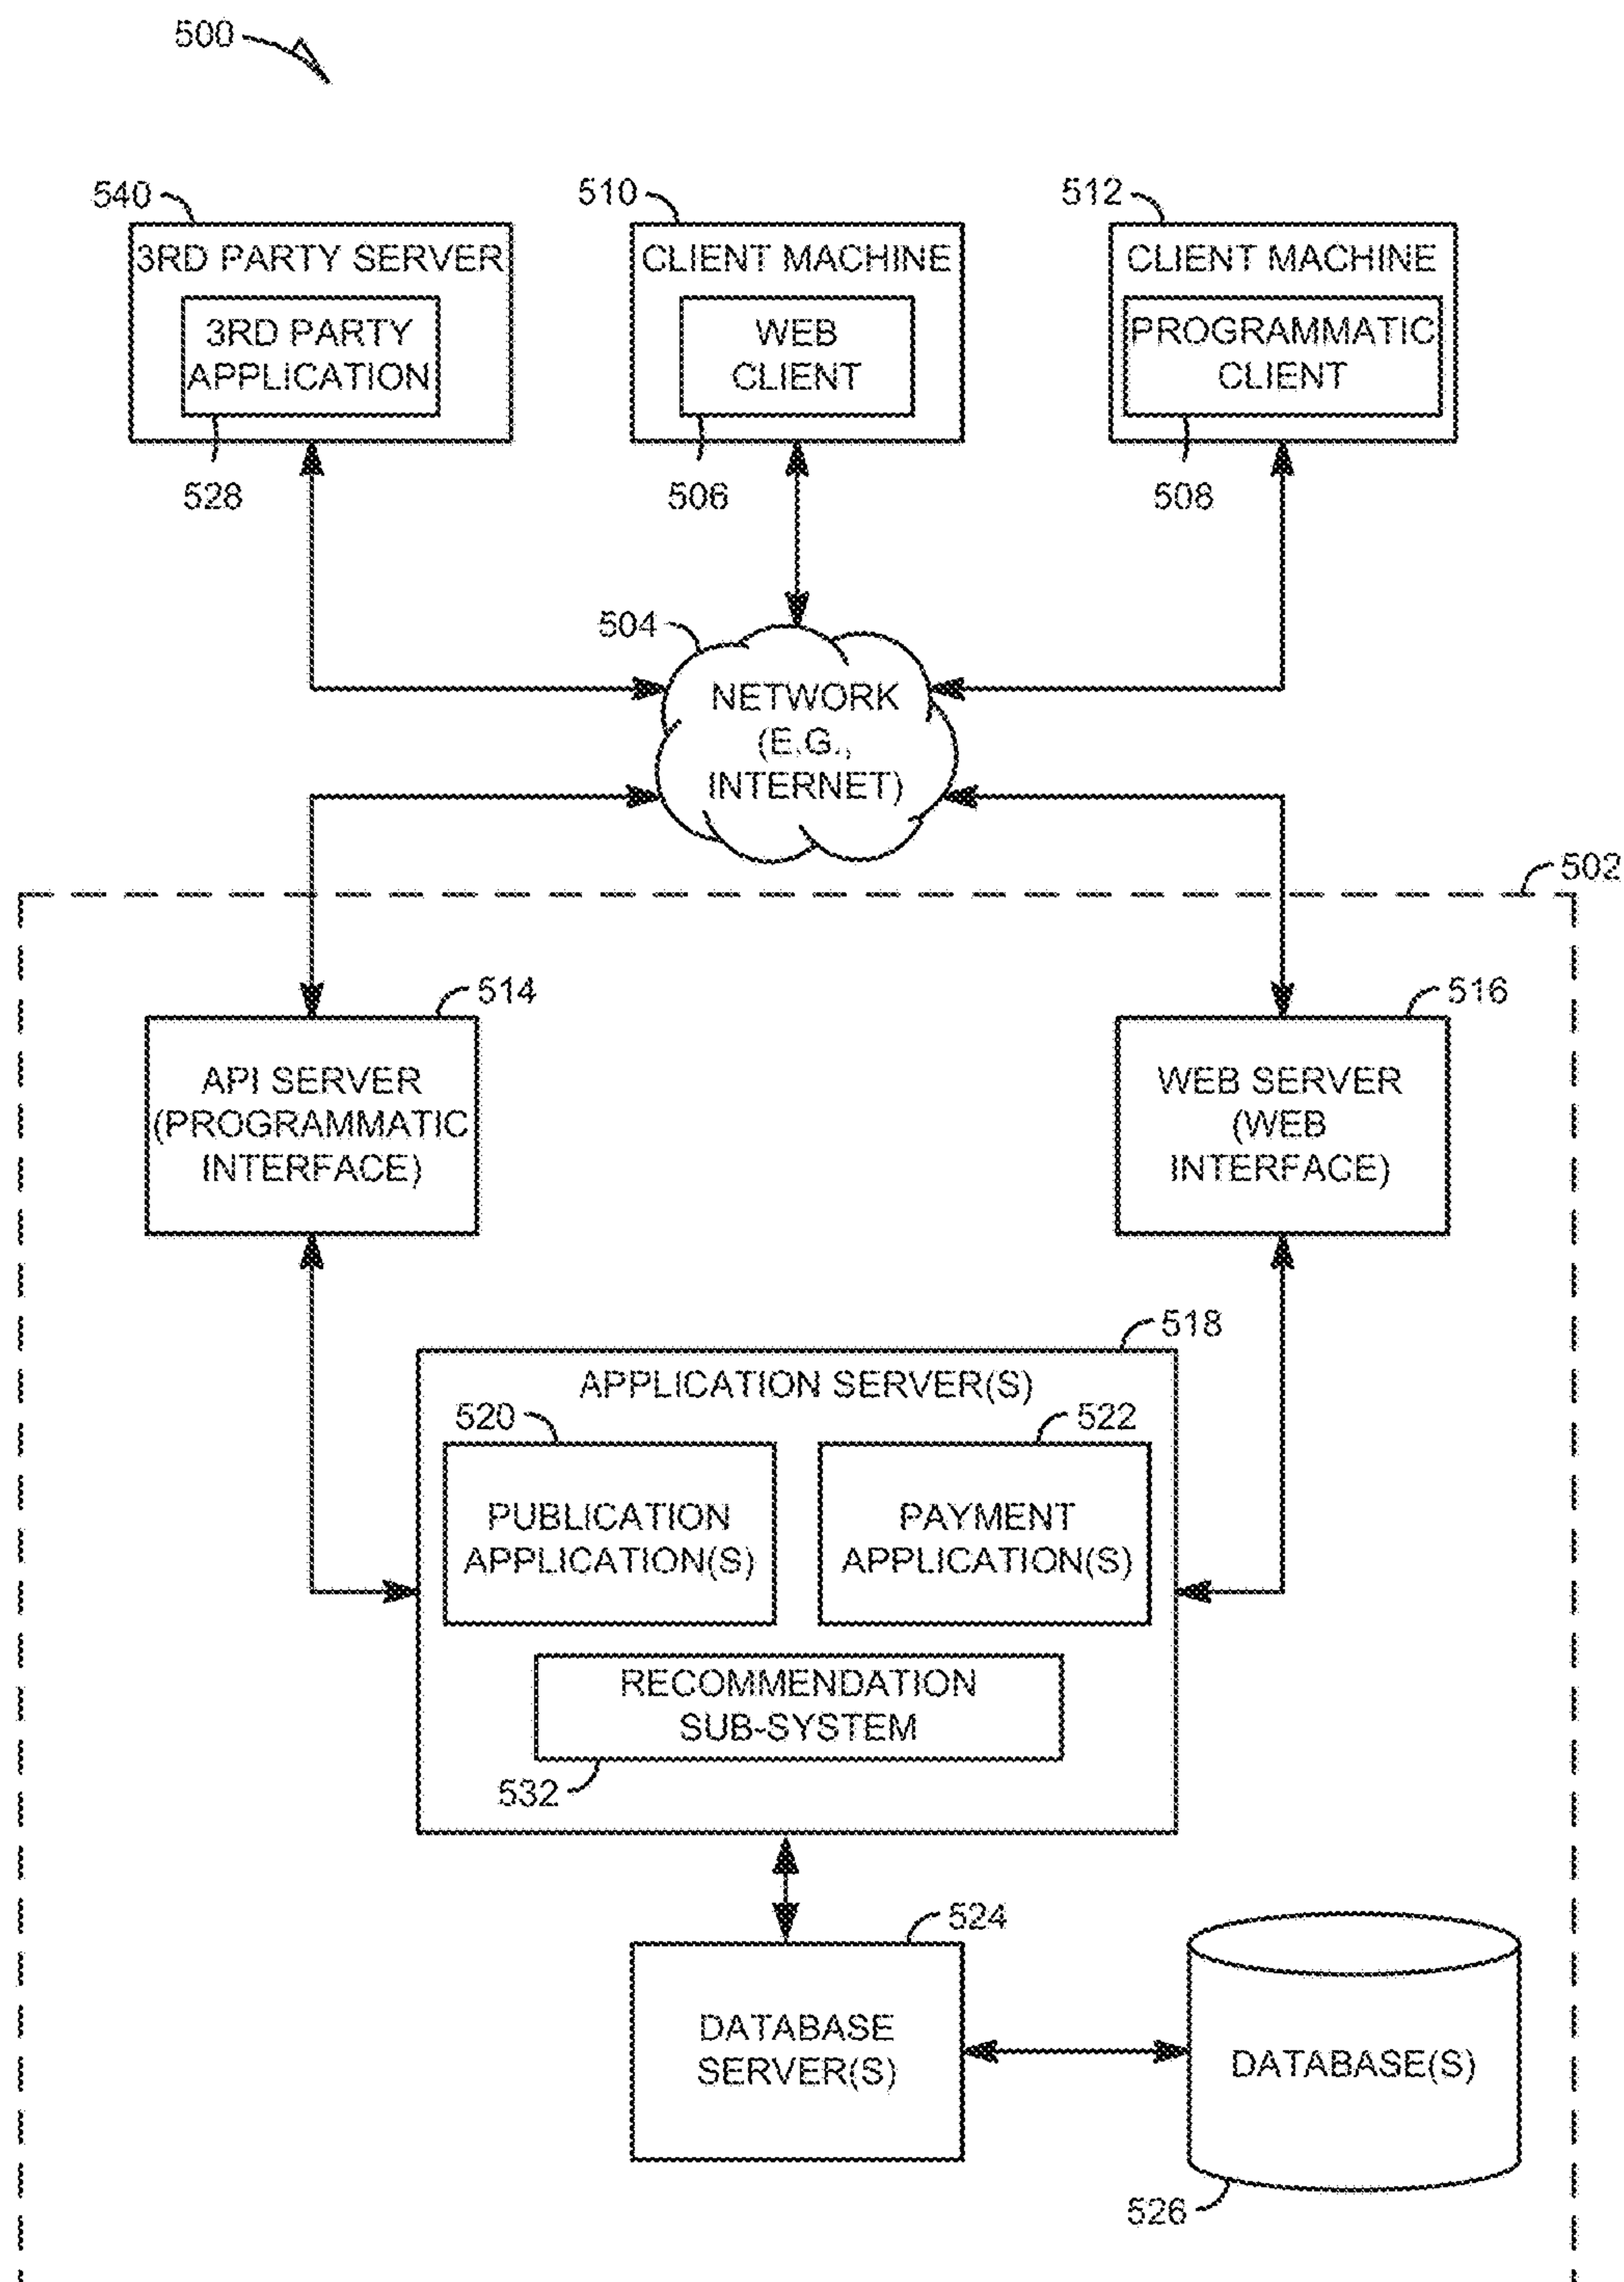 500
540
510
512
3RD PARTY SERVER
CLIENT MACHINE
CLIENT MACHINE
3RD PARTY
APPLICATION
WEB
CLIENT
PROGRAMMATIC
CLIENT
528
506
508
504
NETWORK
(E.G.,
INTERNET)
502
514
516
API SERVER
(PROGRAMMATIC
INTERFACE)
WEB SERVER
(WEB
INTERFACE)
518
APPLICATION SERVER(S)
520
522
PUBLICATION
APPLICATION(S)
PAYMENT
APPLICATION(S)
RECOMMENDATION
SUB-SYSTEM
532
524
DATABASE
SERVER(S)
DATABASE(S)
526